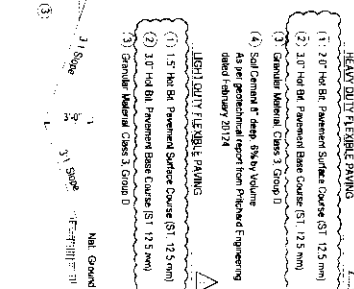 HEAVY DUTY FLEXIBLE PAVING
(1) 2.0" Hot Bit. Pavement Surface Course (ST. 12.5 mm)
(2) 3.0" Hot Bit. Pavement Base Course (ST. 12.5 mm)
(3) Granular Material, Class 3, Group D
(4) Soil Cement 8" deep, 6% by Volume
As per geotechnical report from Pritchard Engineering
dated February 20124
LIGHT DUTY FLEXIBLE PAVING
(1) 1.5" Hot Bit. Pavement Surface Course (ST. 12.5 mm)
(2) 3.0" Hot Bit. Pavement Base Course (ST. 12.5 mm)
(3) Granular Material, Class 3, Group D
Nat. Ground
3:1 Slope
3'-0"
3:1 Slope
(3)